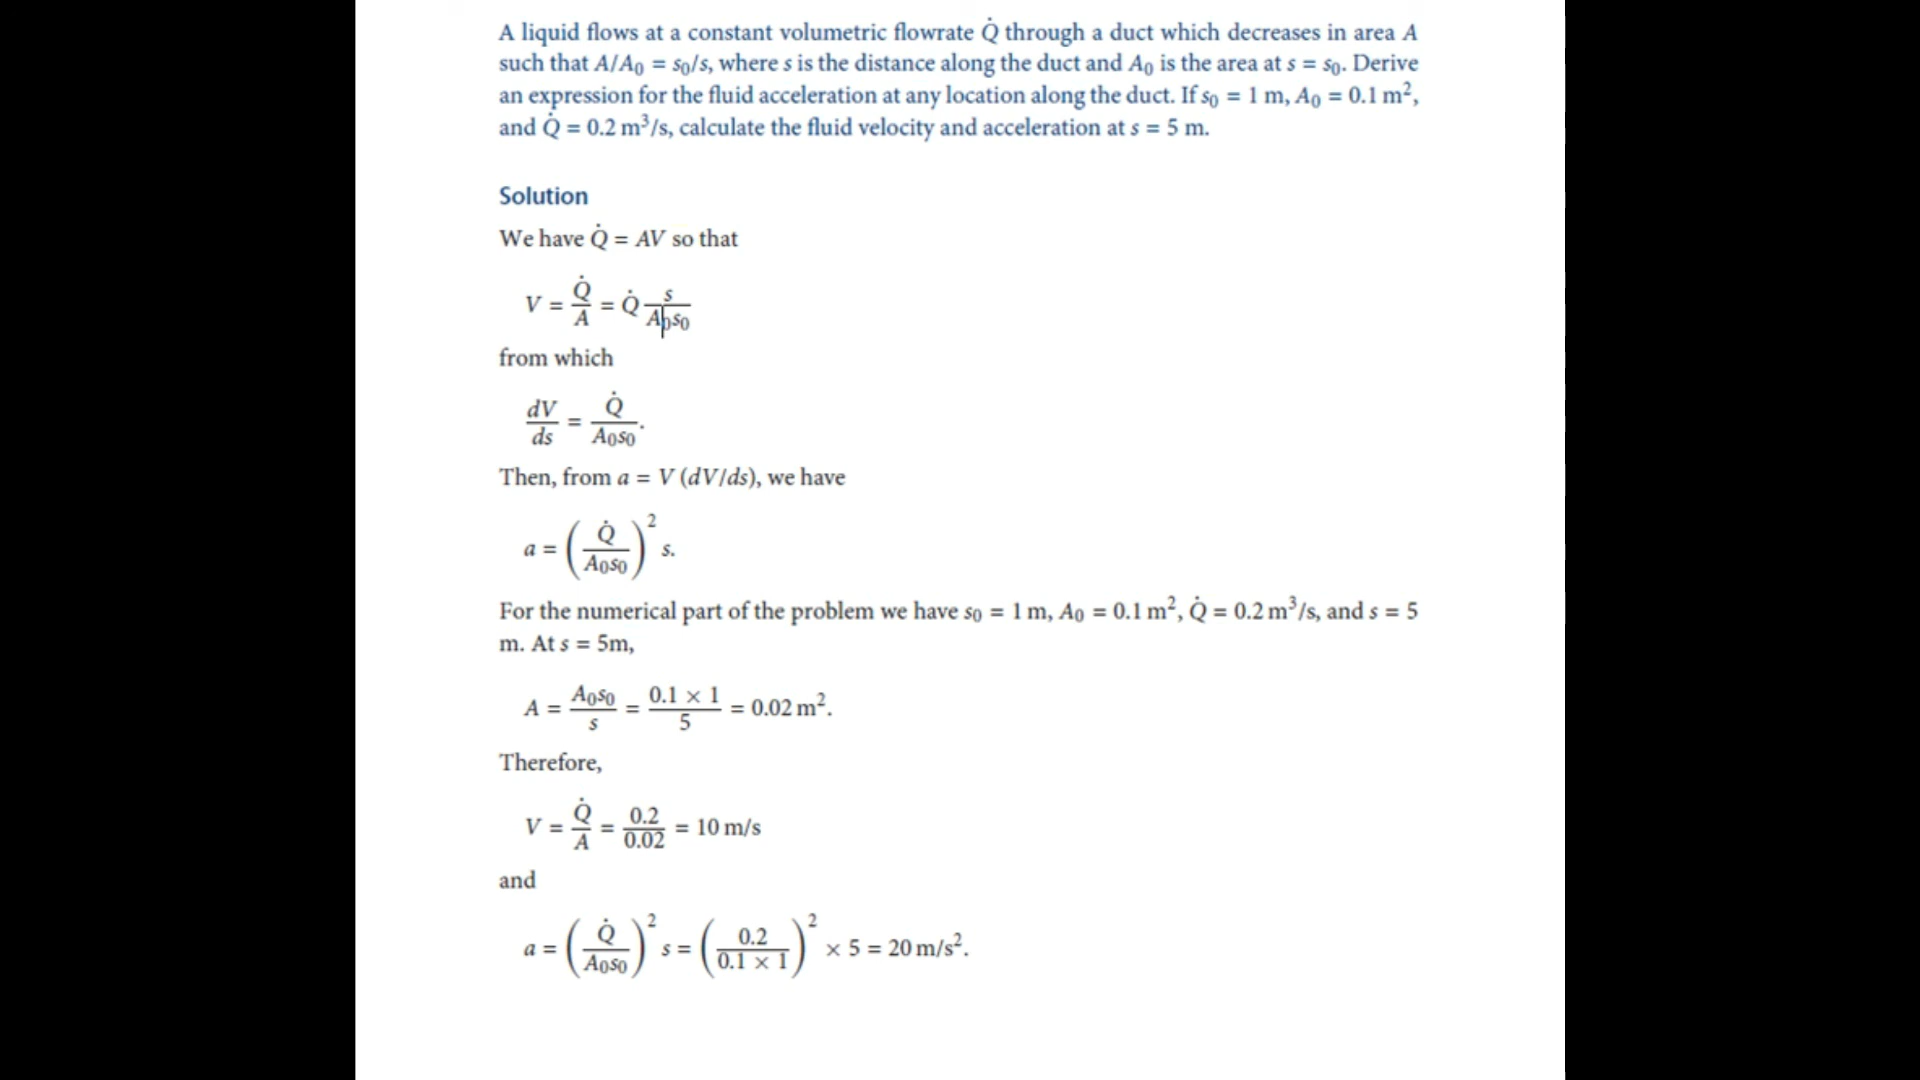 A liquid flows at a constant volumetric flowrate Q̇ through a duct which decreases in area A
such that A/A₀ = s₀/s, where s is the distance along the duct and A₀ is the area at s = s₀. Derive
an expression for the fluid acceleration at any location along the duct. If s₀ = 1 m, A₀ = 0.1 m²,
and Q̇ = 0.2 m³/s, calculate the fluid velocity and acceleration at s = 5 m.
Solution
We have Q̇ = AV so that
V = Q̇/A = Q̇ s/(A₀s₀)
from which
dV/ds = Q̇/(A₀s₀).
Then, from a = V (dV/ds), we have
a = (Q̇/(A₀s₀))² s.
For the numerical part of the problem we have s₀ = 1 m, A₀ = 0.1 m², Q̇ = 0.2 m³/s, and s = 5
m. At s = 5m,
A = A₀s₀/s = (0.1 × 1)/5 = 0.02 m².
Therefore,
V = Q̇/A = 0.2/0.02 = 10 m/s
and
a = (Q̇/(A₀s₀))² s = (0.2/(0.1 × 1))² × 5 = 20 m/s².